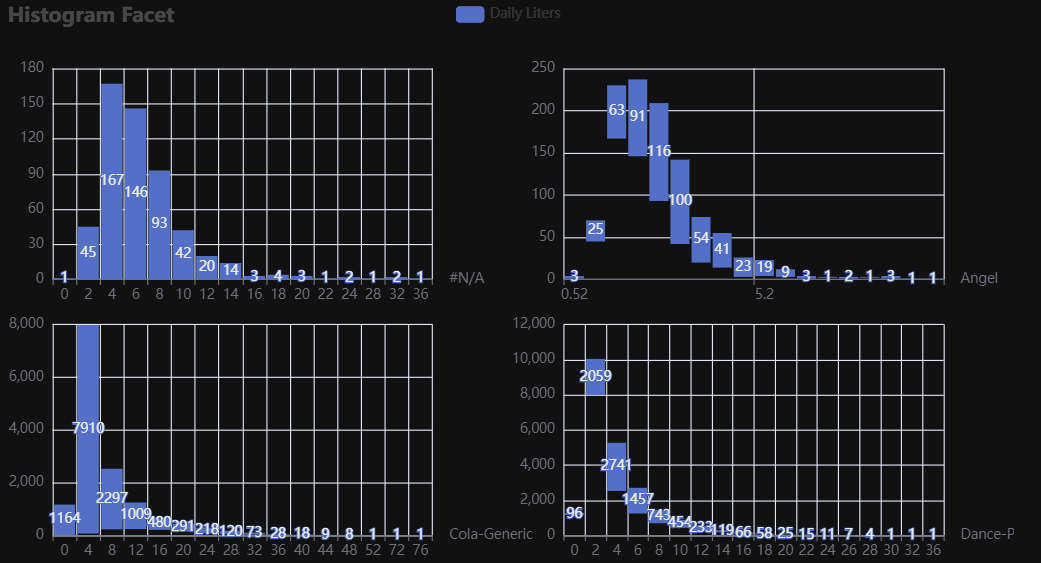 Histogram Facet
Daily Liters
180
150
120
90
60
30
0
1 45 167 146 93 42 20 14 3 4 3 1 2 1 2 1
0 2 4 6 8 10 12 14 16 18 20 22 24 28 32 36
#N/A
250
200
150
100
50
0
3 25 63 91 116 100 54 41 23 19 9 3 1 2 1 3 1 1
0.52 5.2
Angel
8,000
6,000
4,000
2,000
0
1164 7910 2297 1009 480 291 218 120 73 28 18 9 8 1 1 1
0 4 8 12 16 20 24 28 32 36 40 44 48 52 72 76
Cola-Generic
12,000
10,000
8,000
6,000
4,000
2,000
0
96 2059 2741 1457 743 454 233 119 66 58 25 15 11 7 4 1 1 1
0 2 4 6 8 10 12 14 16 18 20 22 24 26 28 30 32 36
Dance-P